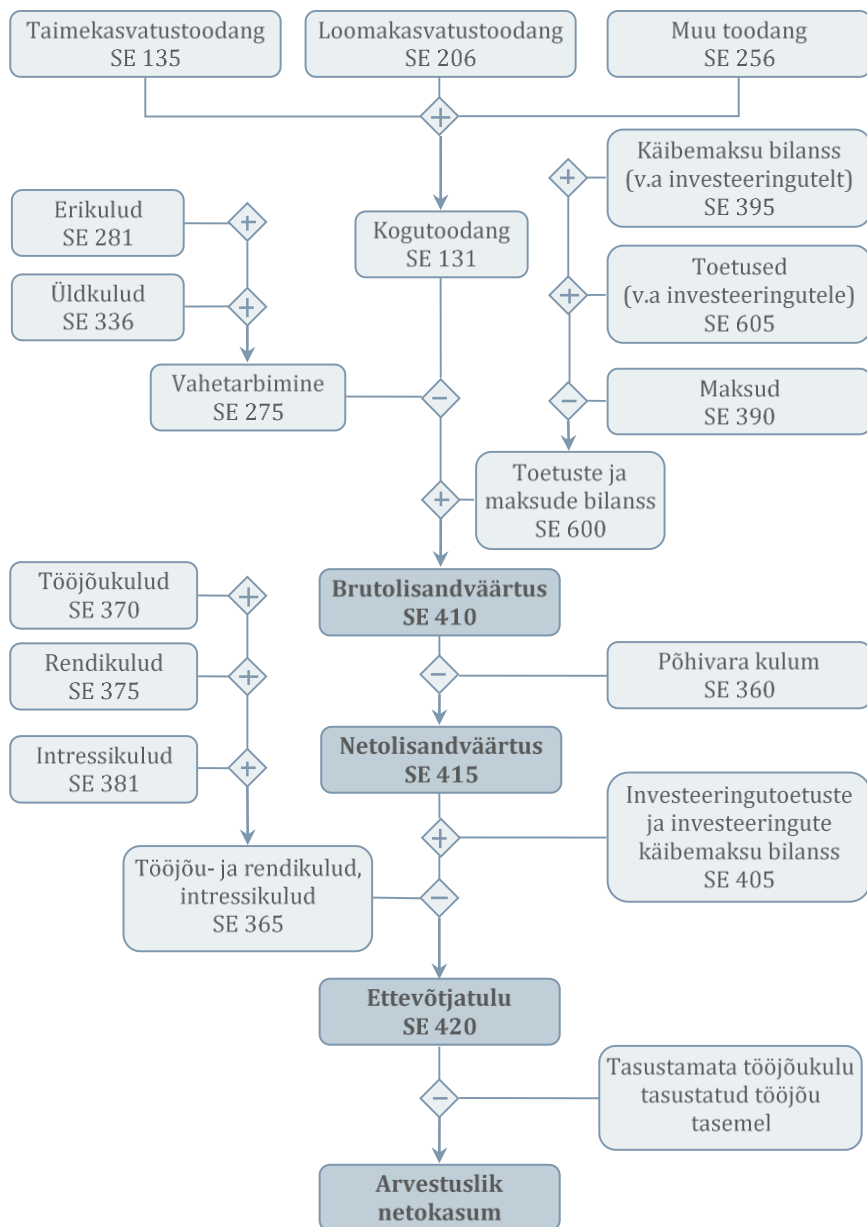 Taimekasvatustoodang
SE 135
Loomakasvatustoodang
SE 206
Muu toodang
SE 256
+
Käibemaksu bilanss
(v.a investeeringutelt)
SE 395
+
Erikulud
SE 281
+
Kogutoodang
SE 131
Toetused
(v.a investeeringutele)
SE 605
+
Üldkulud
SE 336
+
Vahetarbimine
SE 275
−
Maksud
SE 390
−
Toetuste ja
maksude bilanss
SE 600
+
Brutolisandväärtus
SE 410
Tööjõukulud
SE 370
+
Rendikulud
SE 375
+
−
Põhivara kulum
SE 360
Netolisandväärtus
SE 415
Intressikulud
SE 381
+
Investeeringutoetuste
ja investeeringute
käibemaksu bilanss
SE 405
+
Tööjõu- ja rendikulud,
intressikulud
SE 365
−
Ettevõtjatulu
SE 420
Tasustamata tööjõukulu
tasustatud tööjõu
tasemel
−
Arvestuslik
netokasum